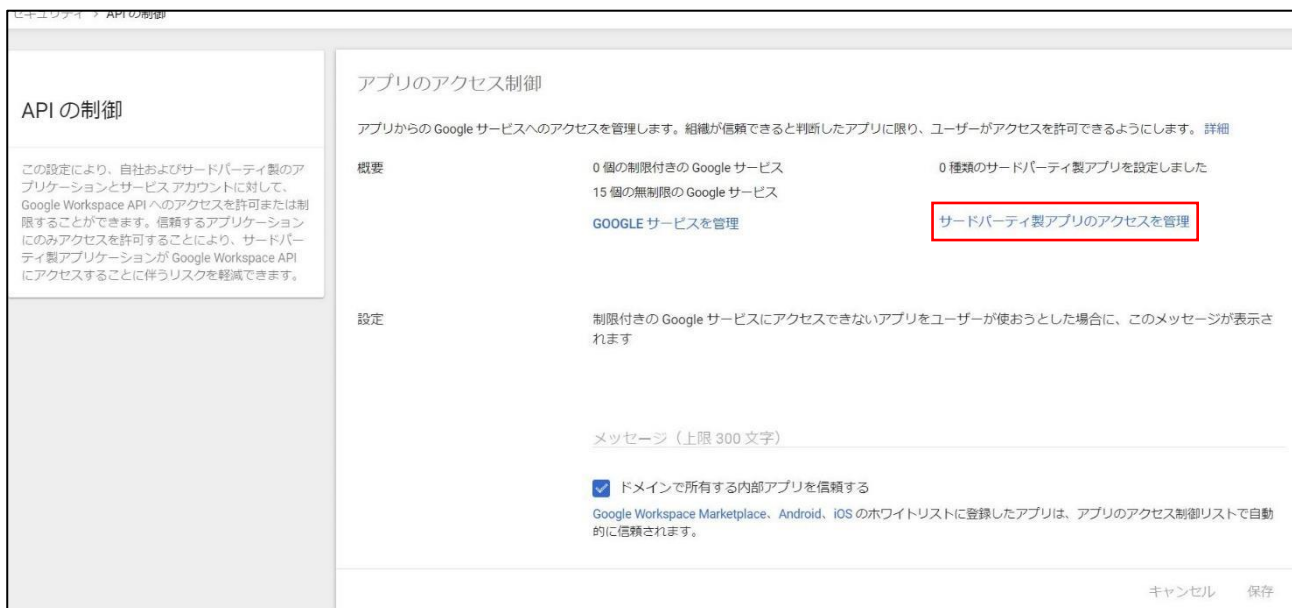 セキュリティ > API の制御
API の制御
この設定により、自社およびサードパーティ製のア
プリケーションとサービス アカウントに対して、
Google Workspace API へのアクセスを許可または制
限することができます。信頼するアプリケーション
にのみアクセスを許可することにより、サードパー
ティ製アプリケーションが Google Workspace API
にアクセスすることに伴うリスクを軽減できます。
アプリのアクセス制御
アプリからの Google サービスへのアクセスを管理します。組織が信頼できると判断したアプリに限り、ユーザーがアクセスを許可できるようにします。 詳細
概要
0 個の制限付きの Google サービス
15 個の無制限の Google サービス
GOOGLE サービスを管理
0 種類のサードパーティ製アプリを設定しました
サードパーティ製アプリのアクセスを管理
設定
制限付きの Google サービスにアクセスできないアプリをユーザーが使おうとした場合に、このメッセージが表示さ
れます
メッセージ（上限 300 文字）
ドメインで所有する内部アプリを信頼する
Google Workspace Marketplace、Android、iOS のホワイトリストに登録したアプリは、アプリのアクセス制御リストで自動
的に信頼されます。
キャンセル 保存